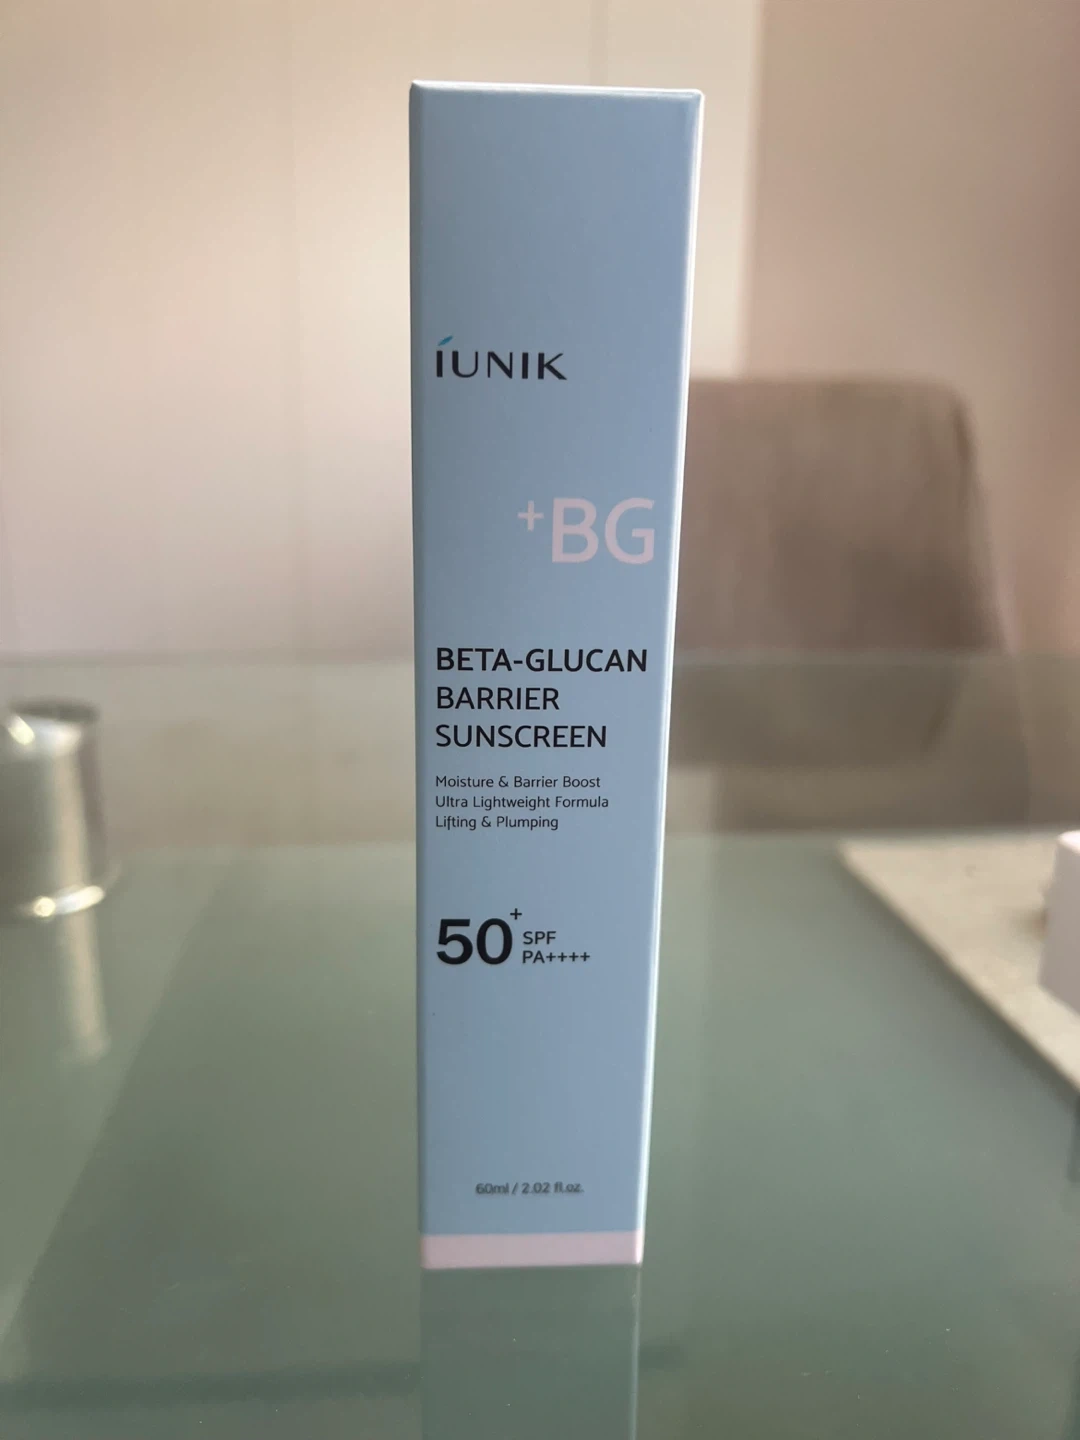 íUNIK
+BG
BETA-GLUCAN
BARRIER
SUNSCREEN
Moisture & Barrier Boost
Ultra Lightweight Formula
Lifting & Plumping
50+ SPF
PA++++
60ml / 2.02 fl.oz.